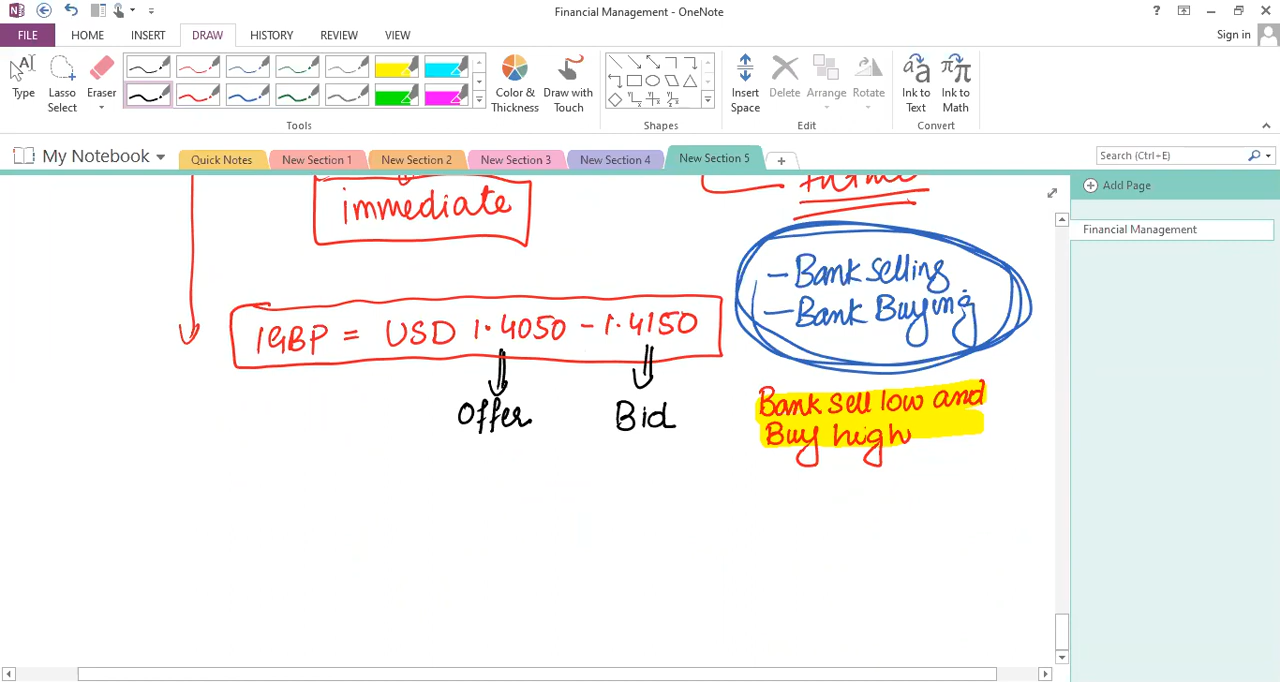 Financial Management - OneNote
?
FILE HOME INSERT DRAW HISTORY REVIEW VIEW
Sign in
Type
Lasso Select
Eraser
Color & Thickness
Draw with Touch
Insert Space
Delete
Arrange
Rotate
Ink to Text
Ink to Math
Tools
Shapes
Edit
Convert
My Notebook
Quick Notes
New Section 1
New Section 2
New Section 3
New Section 4
New Section 5
Search (Ctrl+E)
Add Page
Financial Management
immediate
- Bank selling
- Bank Buying
1GBP = USD 1.4050 - 1.4150
Offer
Bid
Bank sell low and
Buy high